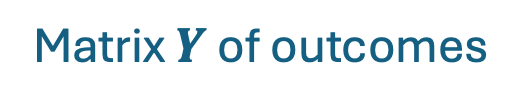 Matrix Y of outcomes